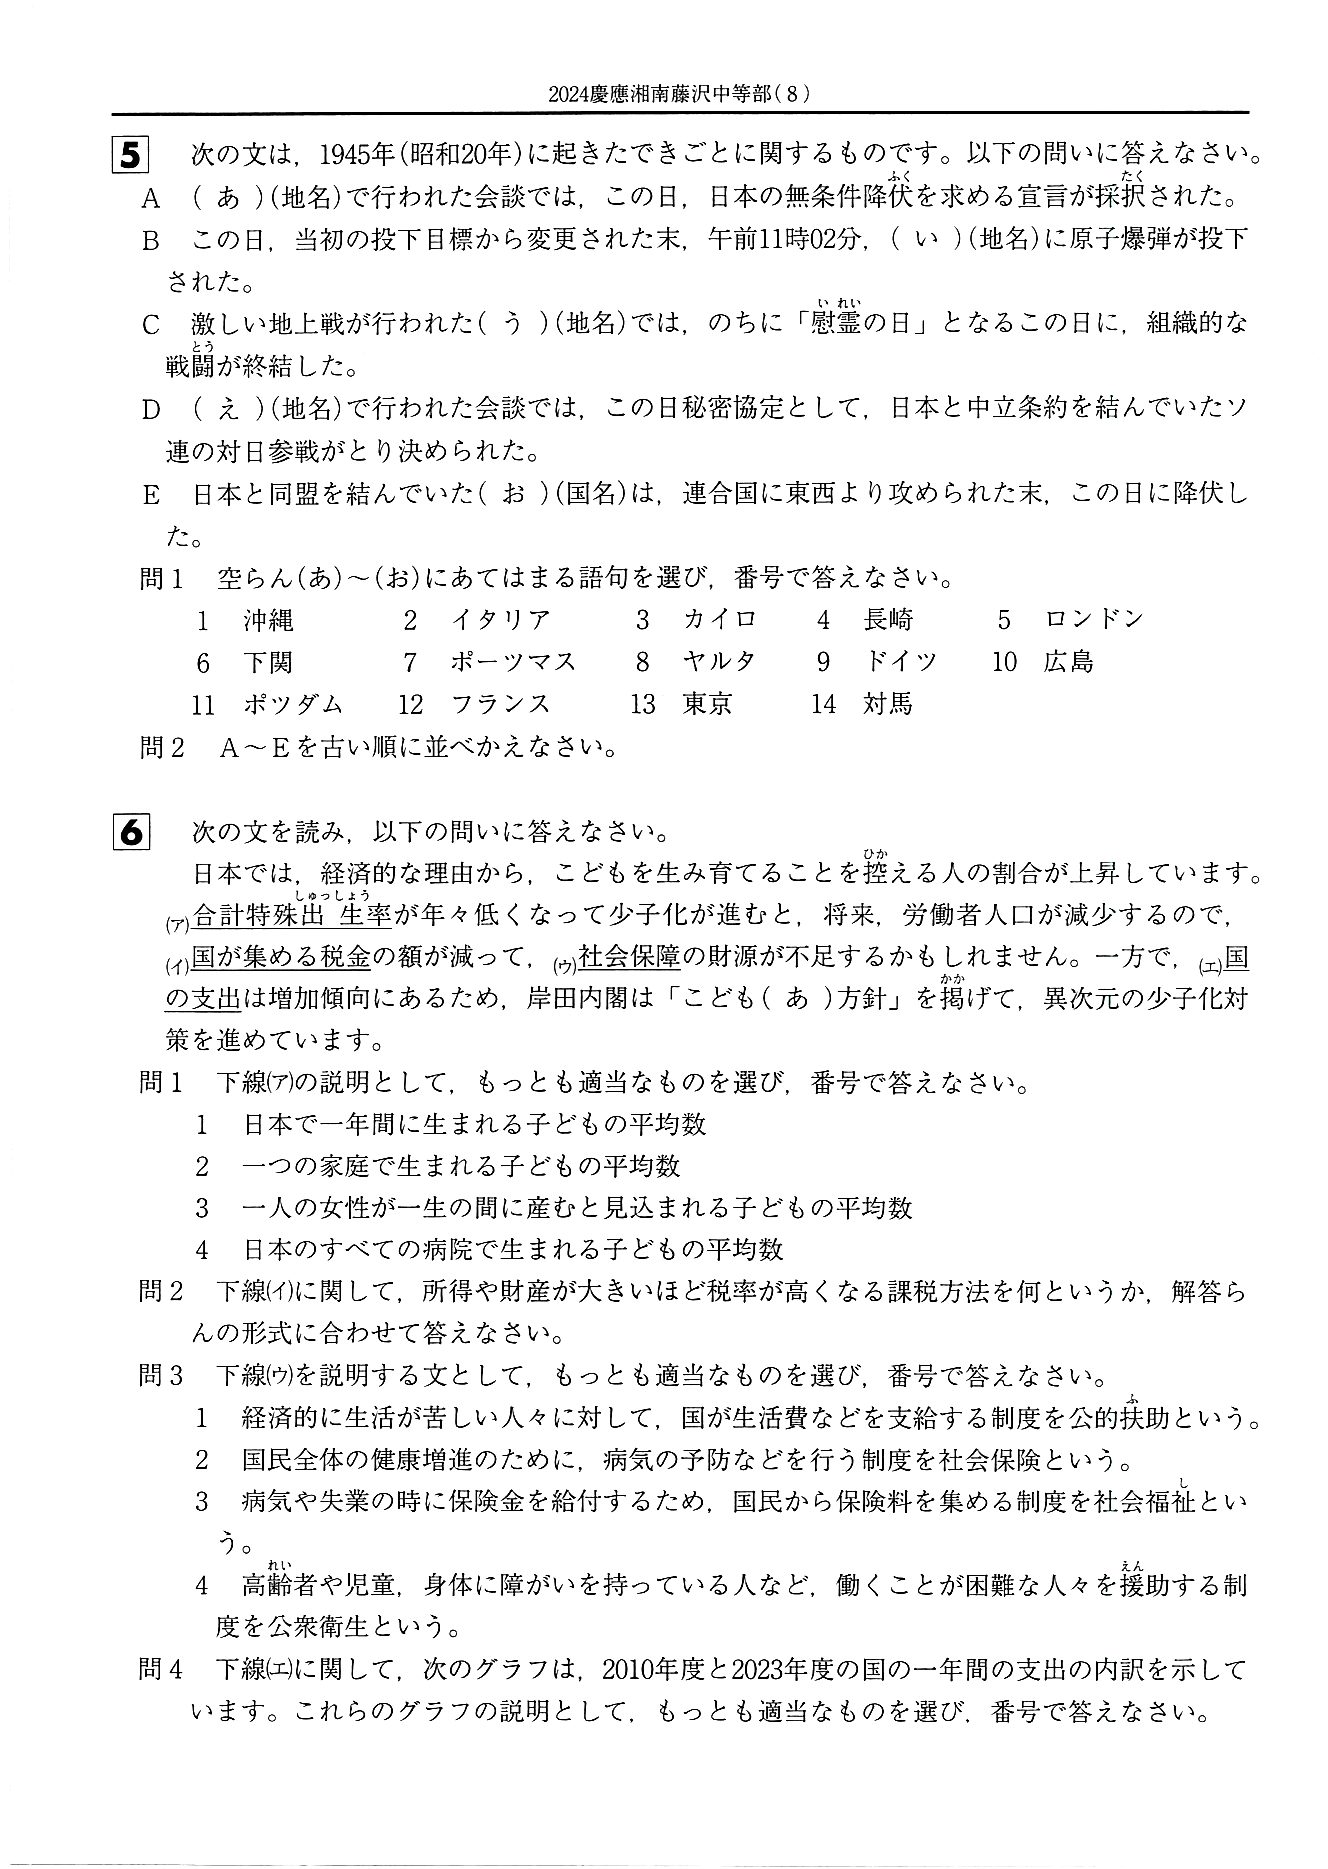 2024慶應湘南藤沢中等部(8)
5 次の文は，1945年(昭和20年)に起きたできごとに関するものです。以下の問いに答えなさい。
A (あ)(地名)で行われた会談では，この日，日本の無条件降伏を求める宣言が採択された。
B この日，当初の投下目標から変更された末，午前11時02分，(い)(地名)に原子爆弾が投下
された。
C 激しい地上戦が行われた(う)(地名)では，のちに「慰霊の日」となるこの日に，組織的な
戦闘が終結した。
D (え)(地名)で行われた会談では，この日秘密協定として，日本と中立条約を結んでいたソ
連の対日参戦がとり決められた。
E 日本と同盟を結んでいた(お)(国名)は，連合国に東西より攻められた末，この日に降伏し
た。
問1 空らん(あ)～(お)にあてはまる語句を選び，番号で答えなさい。
1 沖縄 2 イタリア 3 カイロ 4 長崎 5 ロンドン
6 下関 7 ポーツマス 8 ヤルタ 9 ドイツ 10 広島
11 ポツダム 12 フランス 13 東京 14 対馬
問2 A～Eを古い順に並べかえなさい。
6 次の文を読み，以下の問いに答えなさい。
日本では，経済的な理由から，こどもを生み育てることを控える人の割合が上昇しています。
(ア)合計特殊出生率が年々低くなって少子化が進むと，将来，労働者人口が減少するので，
(イ)国が集める税金の額が減って，(ウ)社会保障の財源が不足するかもしれません。一方で，(エ)国
の支出は増加傾向にあるため，岸田内閣は「こども(あ)方針」を掲げて，異次元の少子化対
策を進めています。
問1 下線(ア)の説明として，もっとも適当なものを選び，番号で答えなさい。
1 日本で一年間に生まれる子どもの平均数
2 一つの家庭で生まれる子どもの平均数
3 一人の女性が一生の間に産むと見込まれる子どもの平均数
4 日本のすべての病院で生まれる子どもの平均数
問2 下線(イ)に関して，所得や財産が大きいほど税率が高くなる課税方法を何というか，解答ら
んの形式に合わせて答えなさい。
問3 下線(ウ)を説明する文として，もっとも適当なものを選び，番号で答えなさい。
1 経済的に生活が苦しい人々に対して，国が生活費などを支給する制度を公的扶助という。
2 国民全体の健康増進のために，病気の予防などを行う制度を社会保険という。
3 病気や失業の時に保険金を給付するため，国民から保険料を集める制度を社会福祉とい
う。
4 高齢者や児童，身体に障がいを持っている人など，働くことが困難な人々を援助する制
度を公衆衛生という。
問4 下線(エ)に関して，次のグラフは，2010年度と2023年度の国の一年間の支出の内訳を示して
います。これらのグラフの説明として，もっとも適当なものを選び，番号で答えなさい。